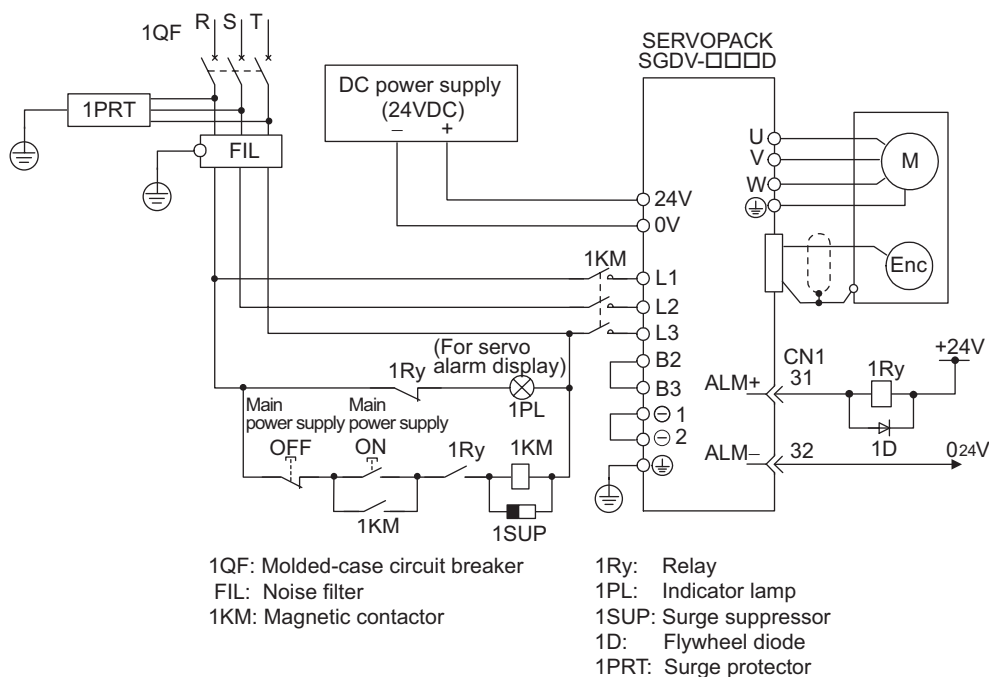 R S T
1QF
SERVOPACK
SGDV-□□□D
DC power supply
(24VDC)
− +
1PRT
FIL
U
V
W
M
24V
0V
Enc
1KM
L1
L2
L3
(For servo
alarm display)
1Ry
1PL
B2
B3
CN1
ALM+ 31
1Ry
+24V
1D
Main
power supply
OFF
Main
power supply
ON
1Ry
1KM
⊖ 1
⊖ 2
ALM− 32
024V
1KM
1SUP
1QF: Molded-case circuit breaker
FIL: Noise filter
1KM: Magnetic contactor
1Ry: Relay
1PL: Indicator lamp
1SUP: Surge suppressor
1D: Flywheel diode
1PRT: Surge protector